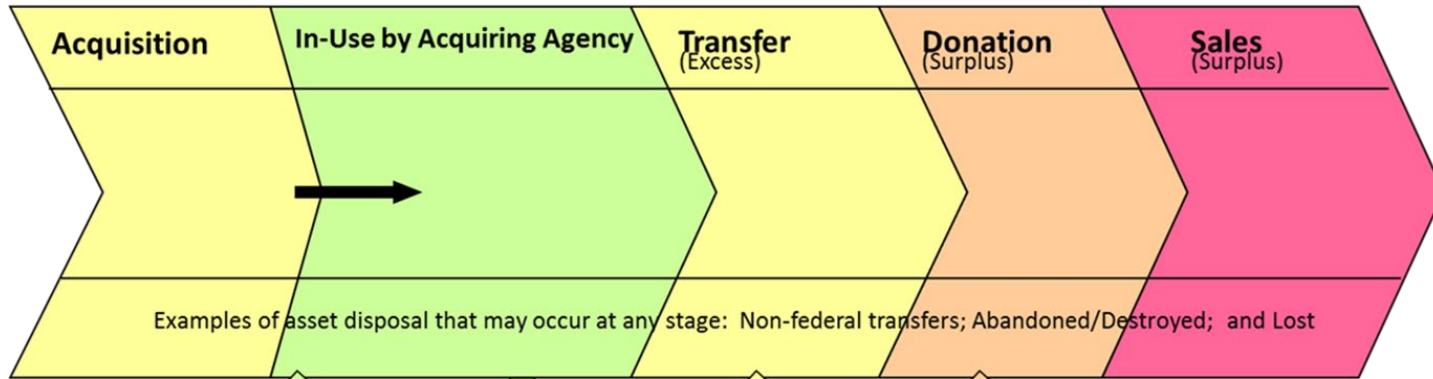 Acquisition
In-Use by Acquiring Agency
Transfer
(Excess)
Donation
(Surplus)
Sales
(Surplus)
Examples of asset disposal that may occur at any stage:  Non-federal transfers; Abandoned/Destroyed;  and Lost